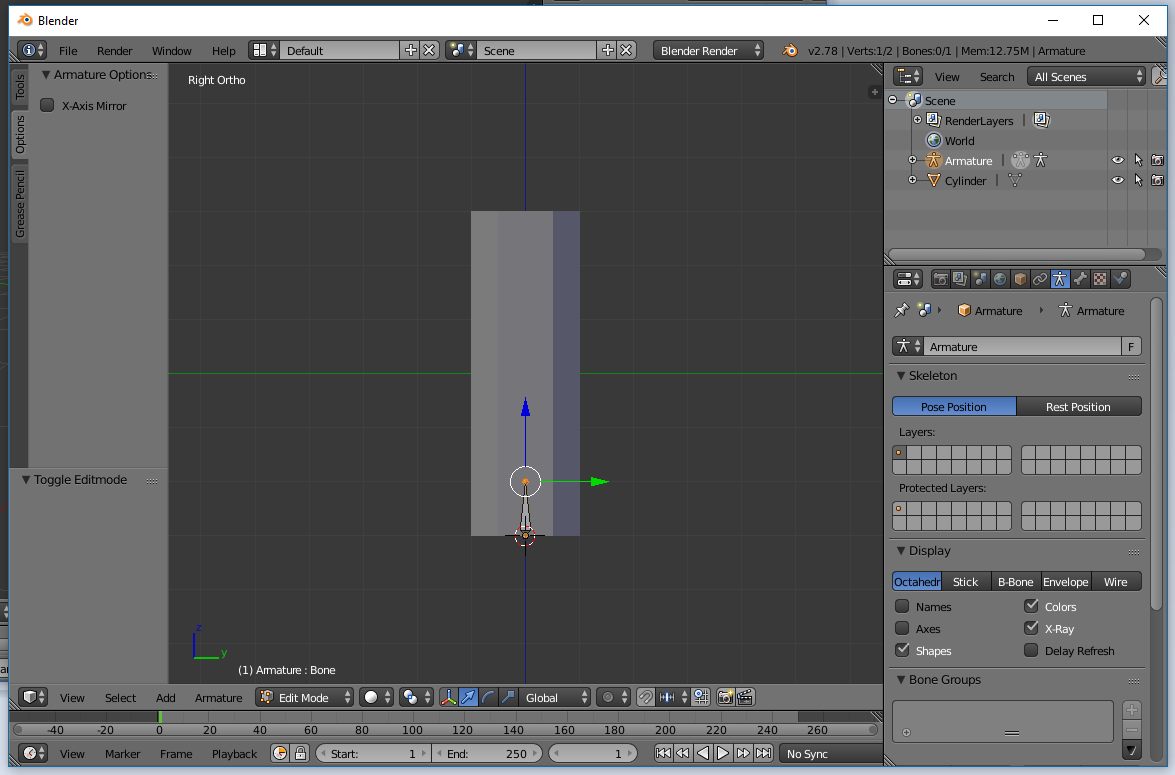 Blender
File Render Window Help Default Scene Blender Render v2.78 | Verts:1/2 | Bones:0/1 | Mem:12.75M | Armature
Tools
Options
Grease Pencil
Armature Options
X-Axis Mirror
Toggle Editmode
Right Ortho
z
y
(1) Armature : Bone
View Select Add Armature Edit Mode Global
-40 -20 0 20 40 60 80 100 120 140 160 180 200 220 240 260
View Marker Frame Playback Start: 1 End: 250 1 No Sync
View Search All Scenes
Scene
RenderLayers |
World
Armature |
Cylinder |
Armature Armature
Armature F
Skeleton
Pose Position Rest Position
Layers:
Protected Layers:
Display
Octahedr Stick B-Bone Envelope Wire
Names Colors
Axes X-Ray
Shapes Delay Refresh
Bone Groups